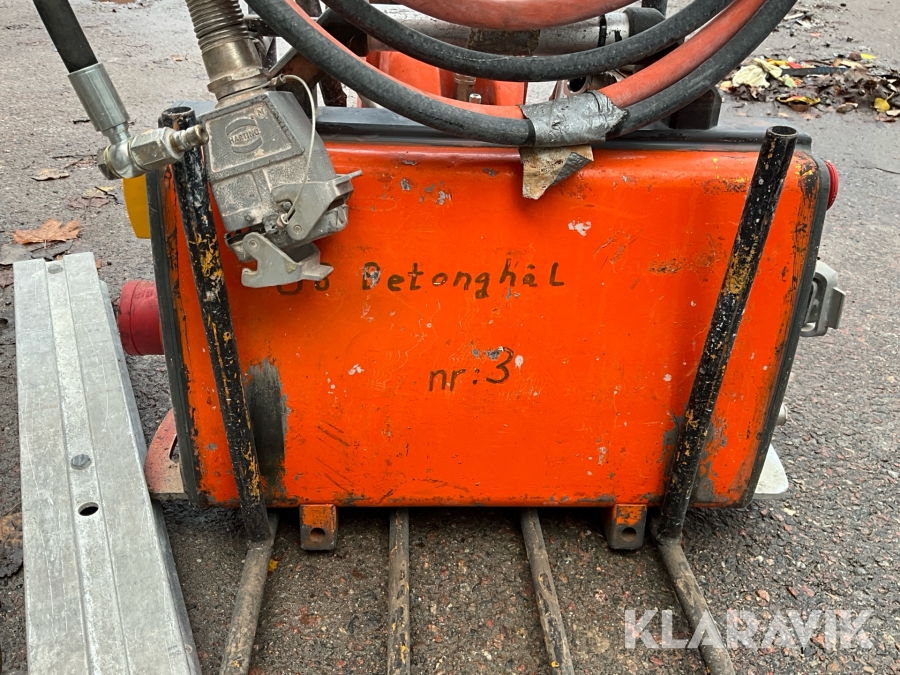 HARTING
Betonghål
nr: 3
KLARAVIK